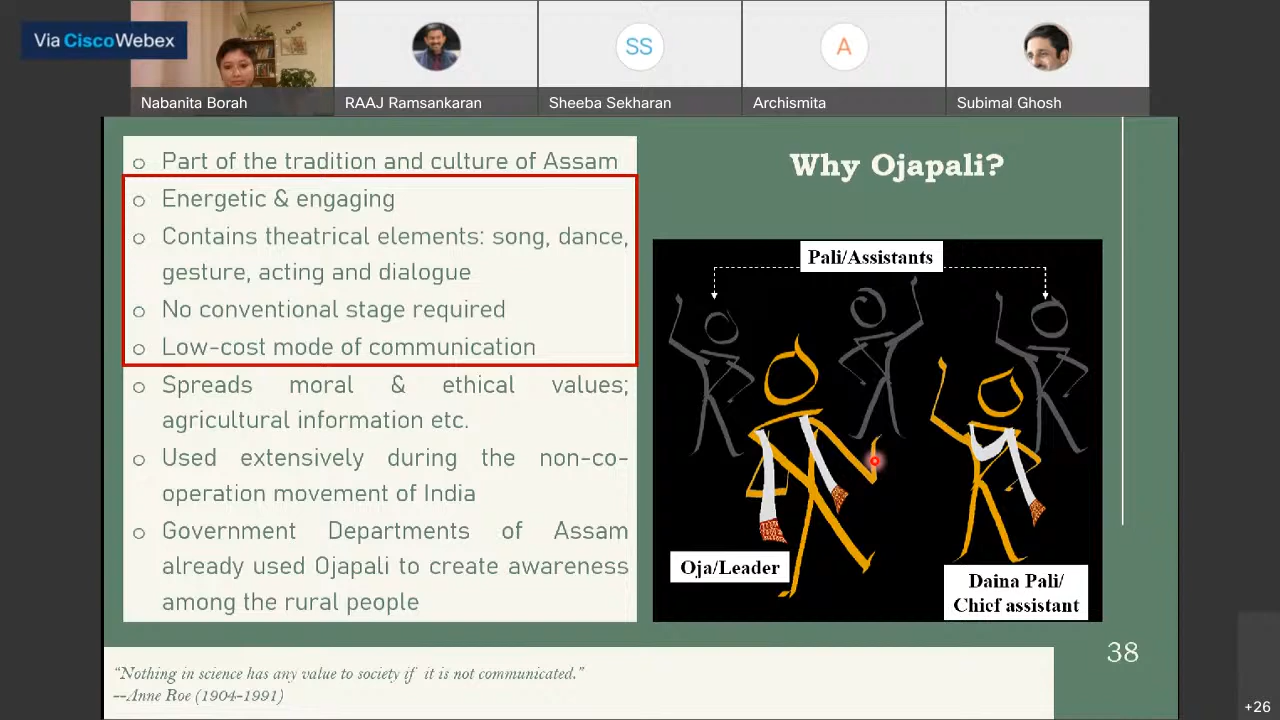 Via CiscoWebex
SS
A
Nabanita Borah
RAAJ Ramsankaran
Sheeba Sekharan
Archismita
Subimal Ghosh
o Part of the tradition and culture of Assam
o Energetic & engaging
o Contains theatrical elements: song, dance,
gesture, acting and dialogue
o No conventional stage required
o Low-cost mode of communication
o Spreads moral & ethical values;
agricultural information etc.
o Used extensively during the non-co-
operation movement of India
o Government Departments of Assam
already used Ojapali to create awareness
among the rural people
Why Ojapali?
Pali/Assistants
Oja/Leader
Daina Pali/
Chief assistant
38
“Nothing in science has any value to society if it is not communicated.”
--Anne Roe (1904-1991)
+26